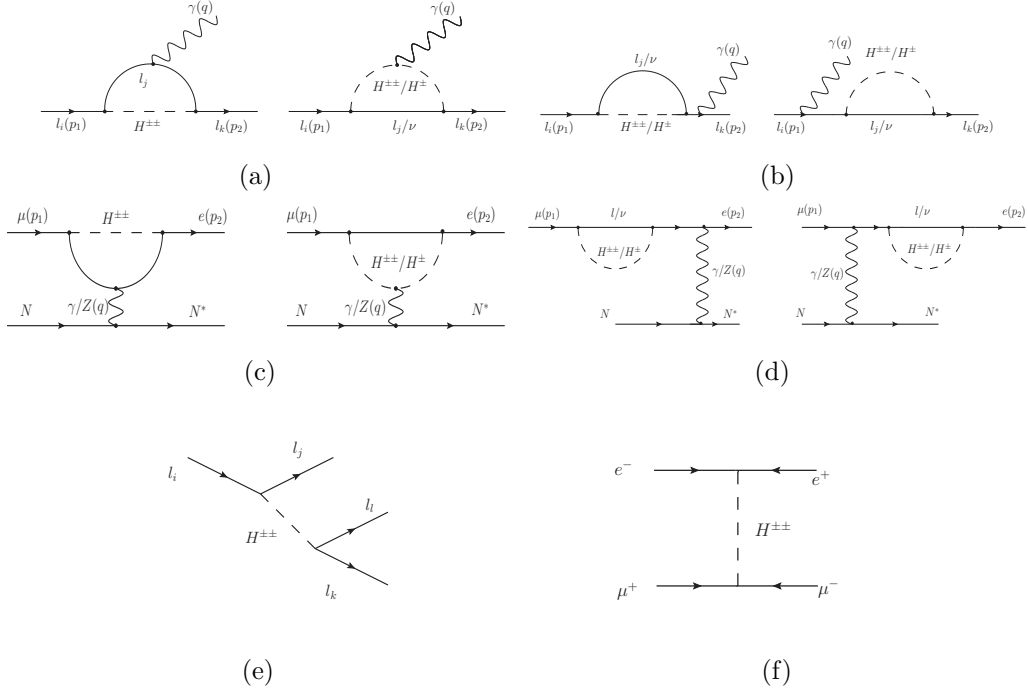 γ(q)
l_j
l_i(p_1)
H^{±±}
l_k(p_2)
γ(q)
H^{±±}/H^±
l_i(p_1)
l_j/ν
l_k(p_2)
(a)
l_j/ν
γ(q)
l_i(p_1)
H^{±±}/H^±
l_k(p_2)
γ(q)
H^{±±}/H^±
l_i(p_1)
l_j/ν
l_k(p_2)
(b)
μ(p_1)
H^{±±}
e(p_2)
N
γ/Z(q)
N^*
μ(p_1)
e(p_2)
H^{±±}/H^±
N
γ/Z(q)
N^*
(c)
μ(p_1)
l/ν
e(p_2)
H^{±±}/H^±
γ/Z(q)
N
N^*
μ(p_1)
l/ν
e(p_2)
H^{±±}/H^±
γ/Z(q)
N
N^*
(d)
l_i
l_j
H^{±±}
l_l
l_k
(e)
e^-
e^+
H^{±±}
μ^+
μ^-
(f)